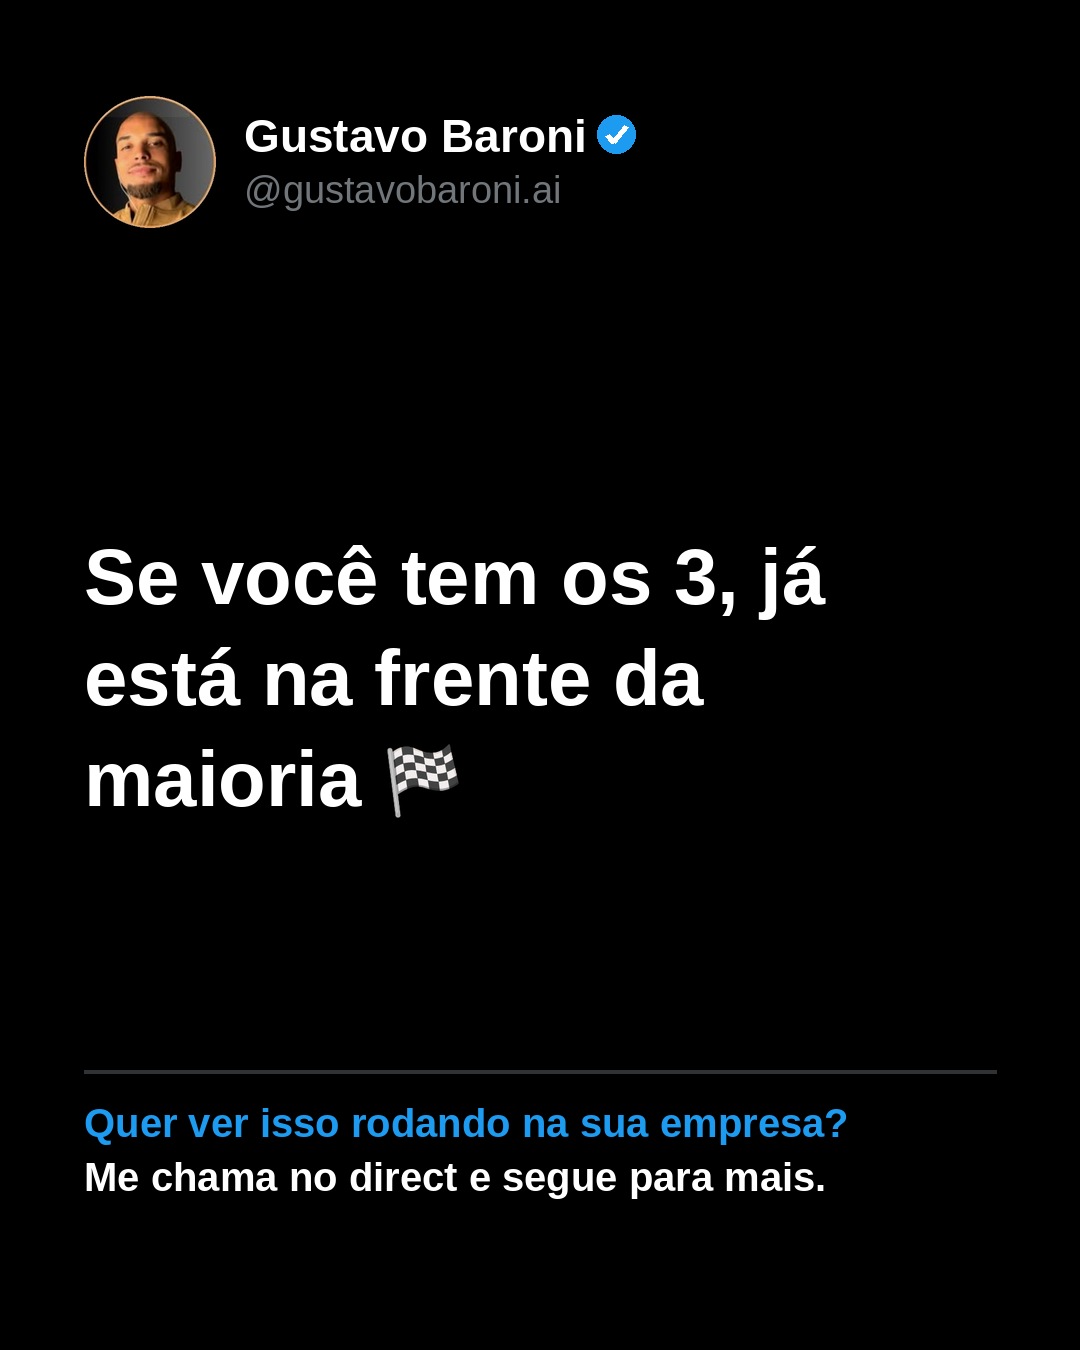 Gustavo Baroni
@gustavobaroni.ai
Se você tem os 3, já
está na frente da
maioria 🏁
Quer ver isso rodando na sua empresa?
Me chama no direct e segue para mais.